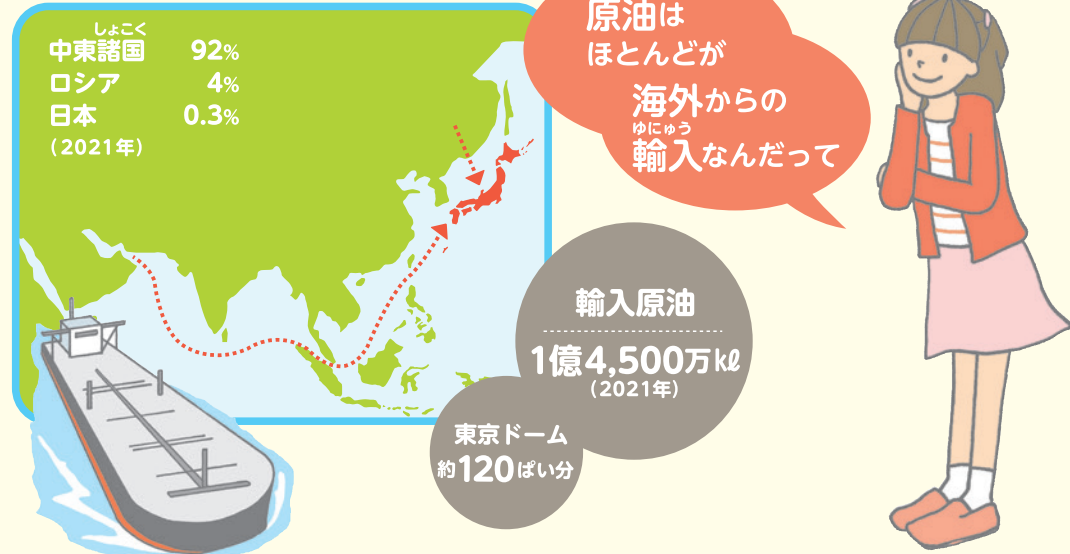 しょこく
中東諸国 92%
ロシア 4%
日本 0.3%
(2021年)
原油は
ほとんどが
海外からの
ゆにゅう
輸入なんだって
輸入原油
1億4,500万㎘
(2021年)
東京ドーム
約120ぱい分